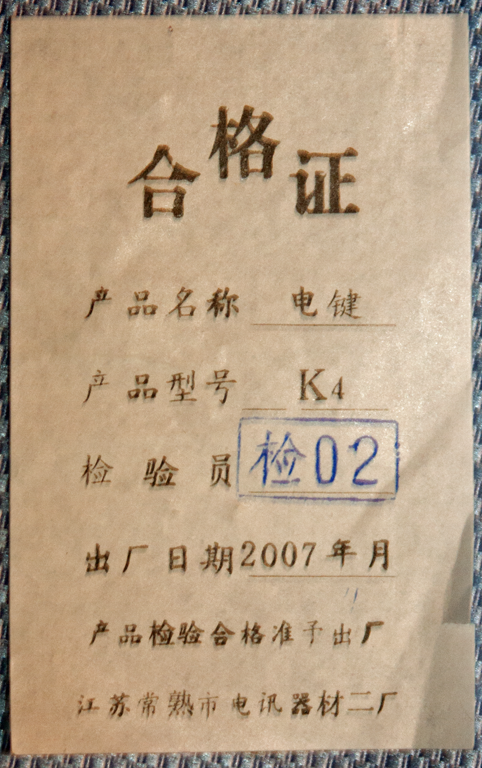 合格证
产品名称 电键
产品型号 K4
检验员 检02
出厂日期2007年 月
产品检验合格准予出厂
江苏常熟市电讯器材二厂